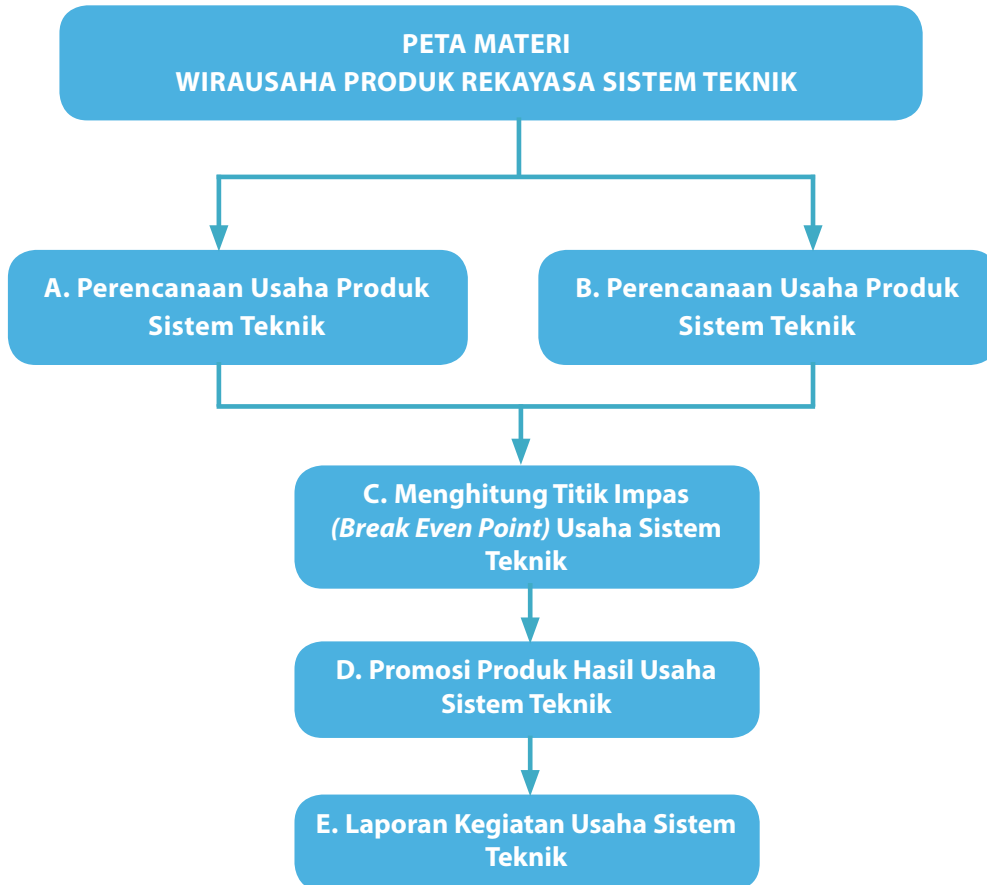 PETA MATERI
WIRAUSAHA PRODUK REKAYASA SISTEM TEKNIK
A. Perencanaan Usaha Produk
Sistem Teknik
B. Perencanaan Usaha Produk
Sistem Teknik
C. Menghitung Titik Impas
(Break Even Point) Usaha Sistem
Teknik
D. Promosi Produk Hasil Usaha
Sistem Teknik
E. Laporan Kegiatan Usaha Sistem
Teknik